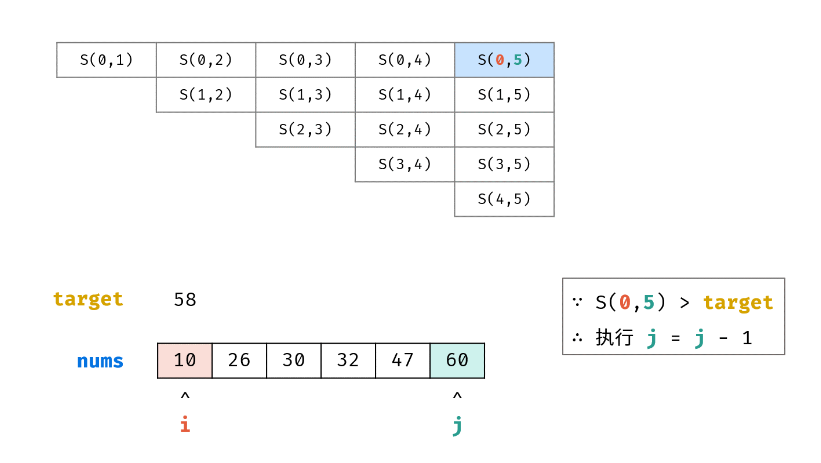 S(0,1) S(0,2) S(0,3) S(0,4) S(0,5)
S(1,2) S(1,3) S(1,4) S(1,5)
S(2,3) S(2,4) S(2,5)
S(3,4) S(3,5)
S(4,5)
target 58
∵ S(0,5) > target
∴ 执行 j = j - 1
nums 10 26 30 32 47 60
^ ^
i j